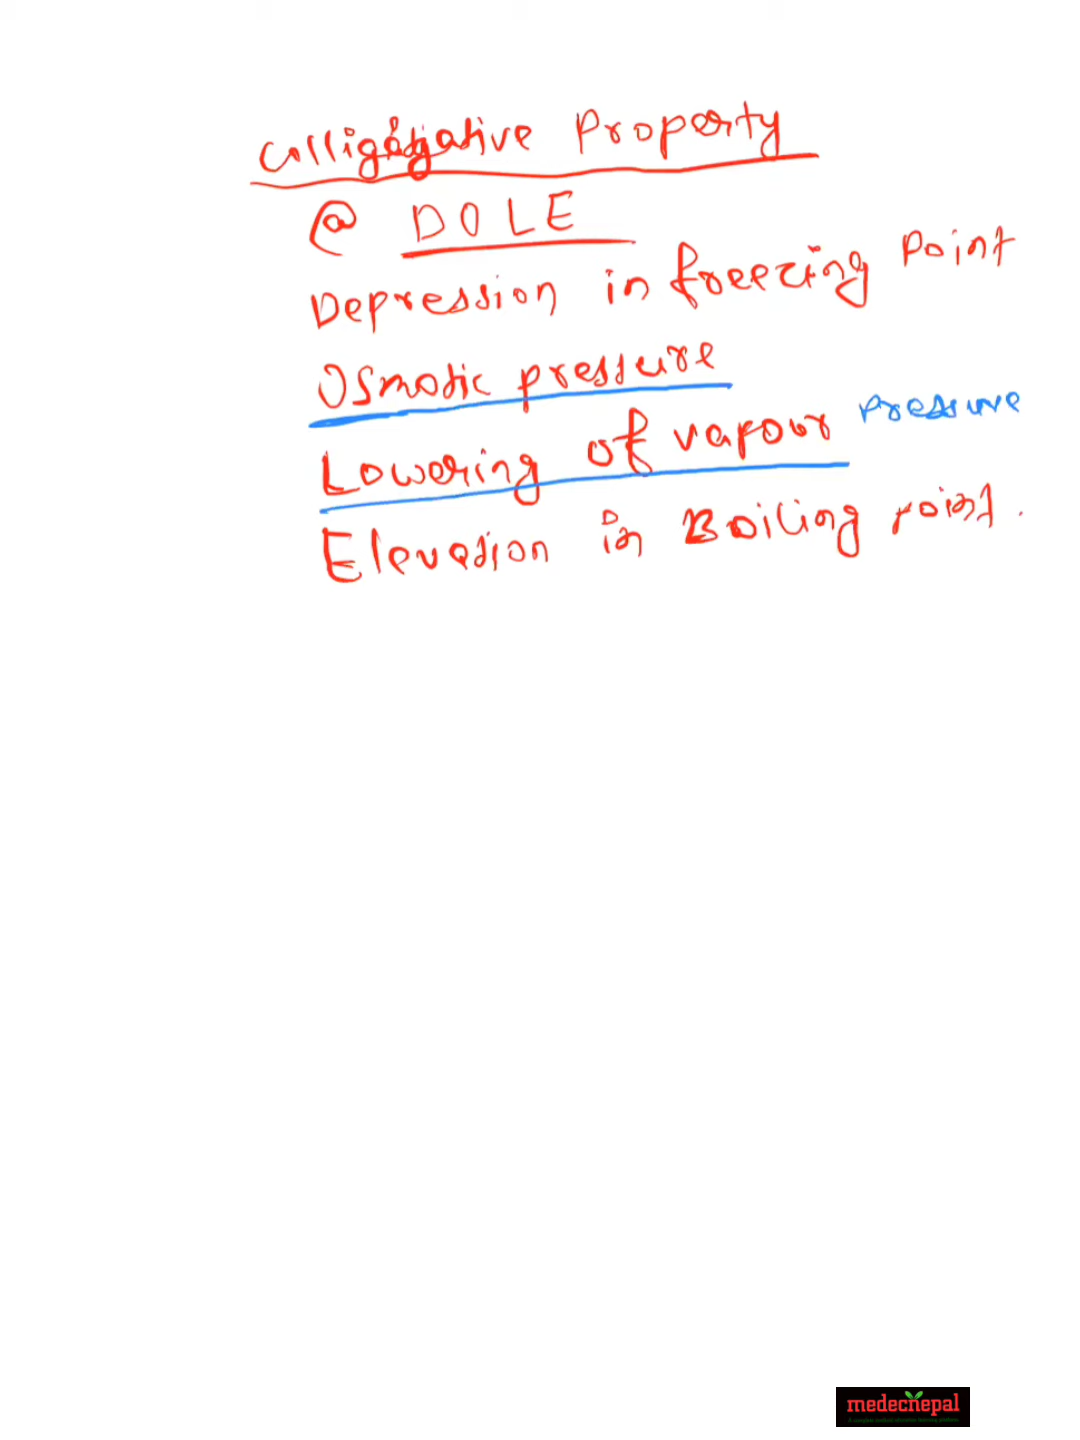 Colligative Property
@ DOLE
Depression in freezing Point
Osmotic pressure
Lowering of vapour Pressure
Elevation in Boiling point.
medecnepal